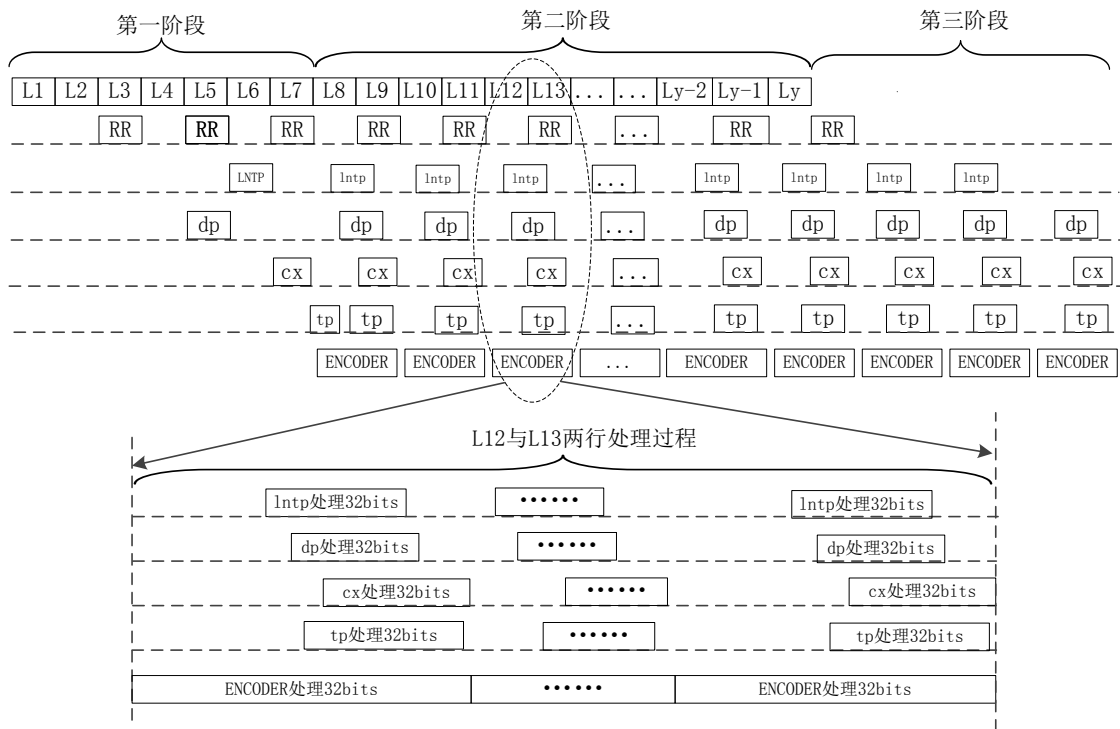 第一阶段 第二阶段 第三阶段
L1 L2 L3 L4 L5 L6 L7 L8 L9 L10 L11 L12 L13 ... ... Ly-2 Ly-1 Ly
RR RR RR RR RR RR ... RR RR
LNTP lntp lntp lntp ... lntp lntp lntp lntp
dp dp dp dp ... dp dp dp dp dp
cx cx cx cx ... cx cx cx cx cx
tp tp tp tp ... tp tp tp tp tp
ENCODER ENCODER ENCODER ... ENCODER ENCODER ENCODER ENCODER ENCODER
L12与L13两行处理过程
lntp处理32bits •••••• lntp处理32bits
dp处理32bits •••••• dp处理32bits
cx处理32bits •••••• cx处理32bits
tp处理32bits •••••• tp处理32bits
ENCODER处理32bits •••••• ENCODER处理32bits